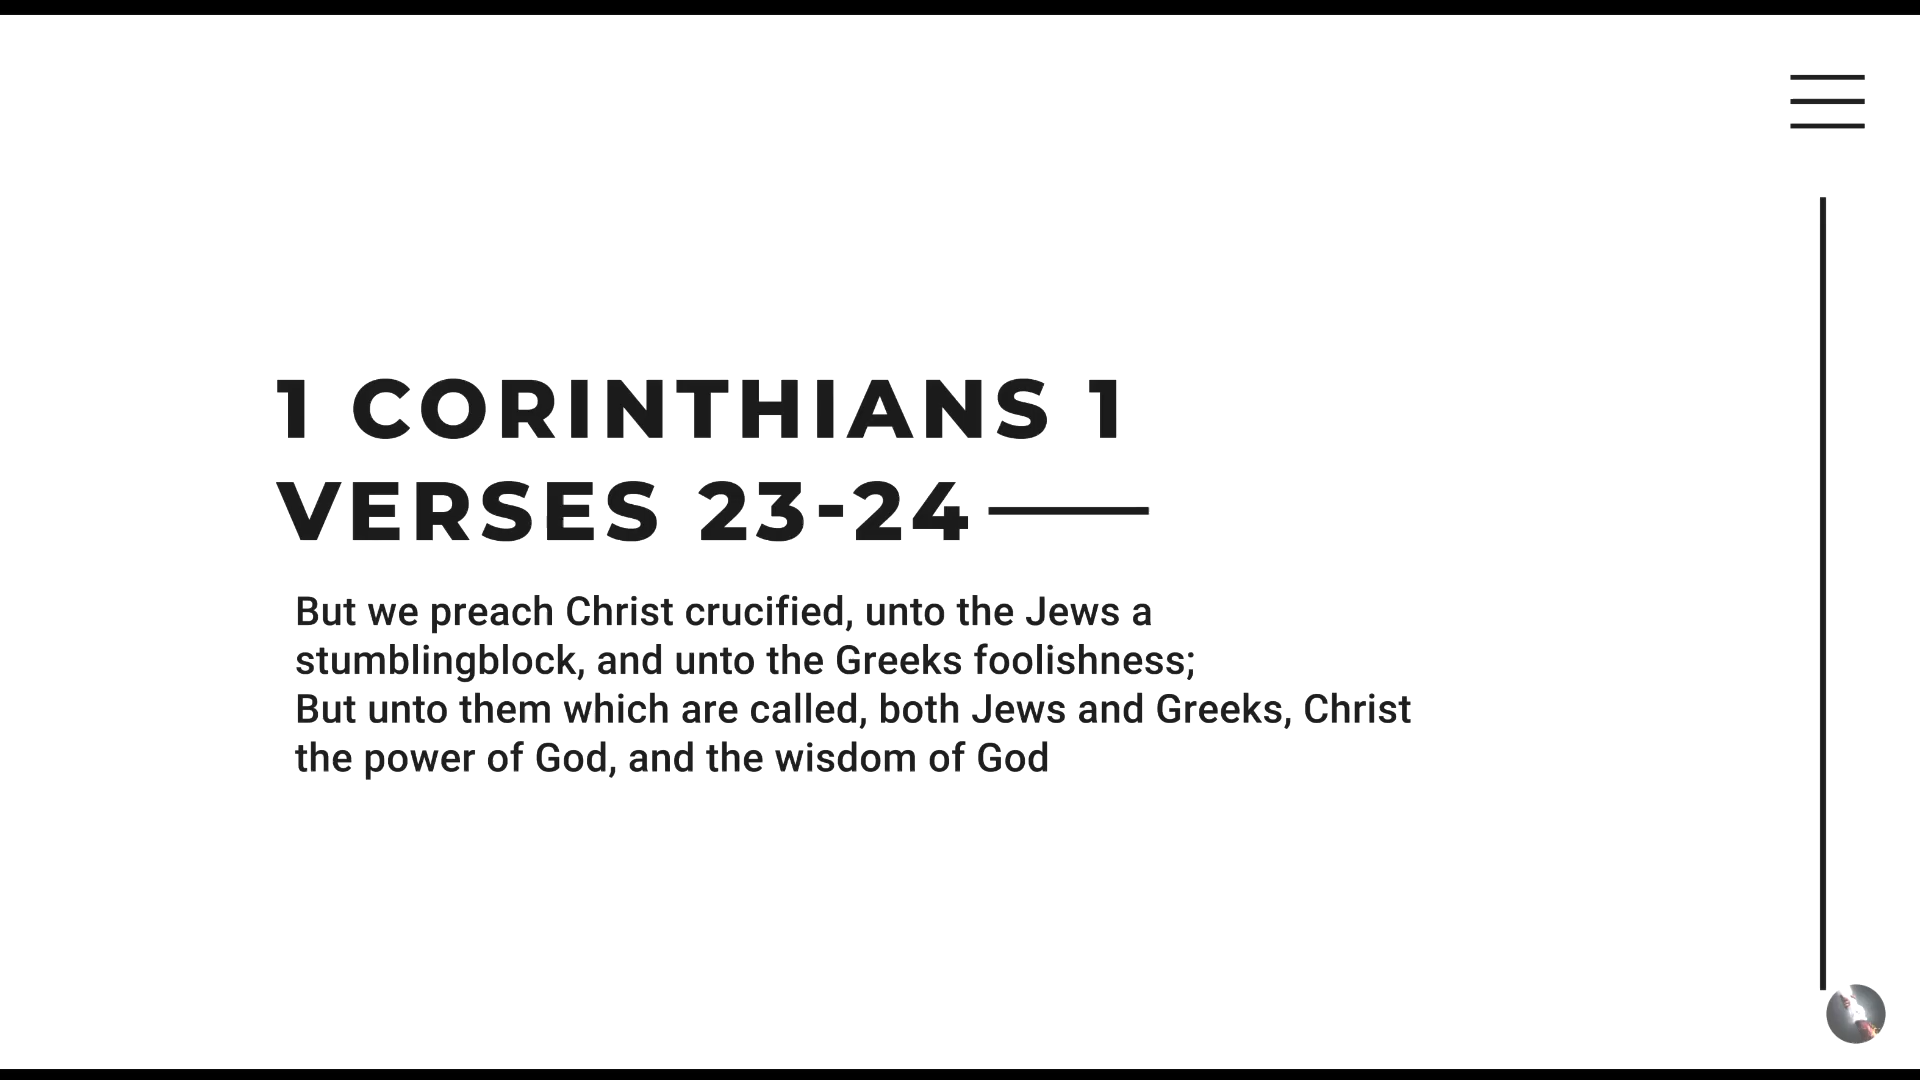 1 CORINTHIANS 1
VERSES 23-24
But we preach Christ crucified, unto the Jews a
stumblingblock, and unto the Greeks foolishness;
But unto them which are called, both Jews and Greeks, Christ
the power of God, and the wisdom of God